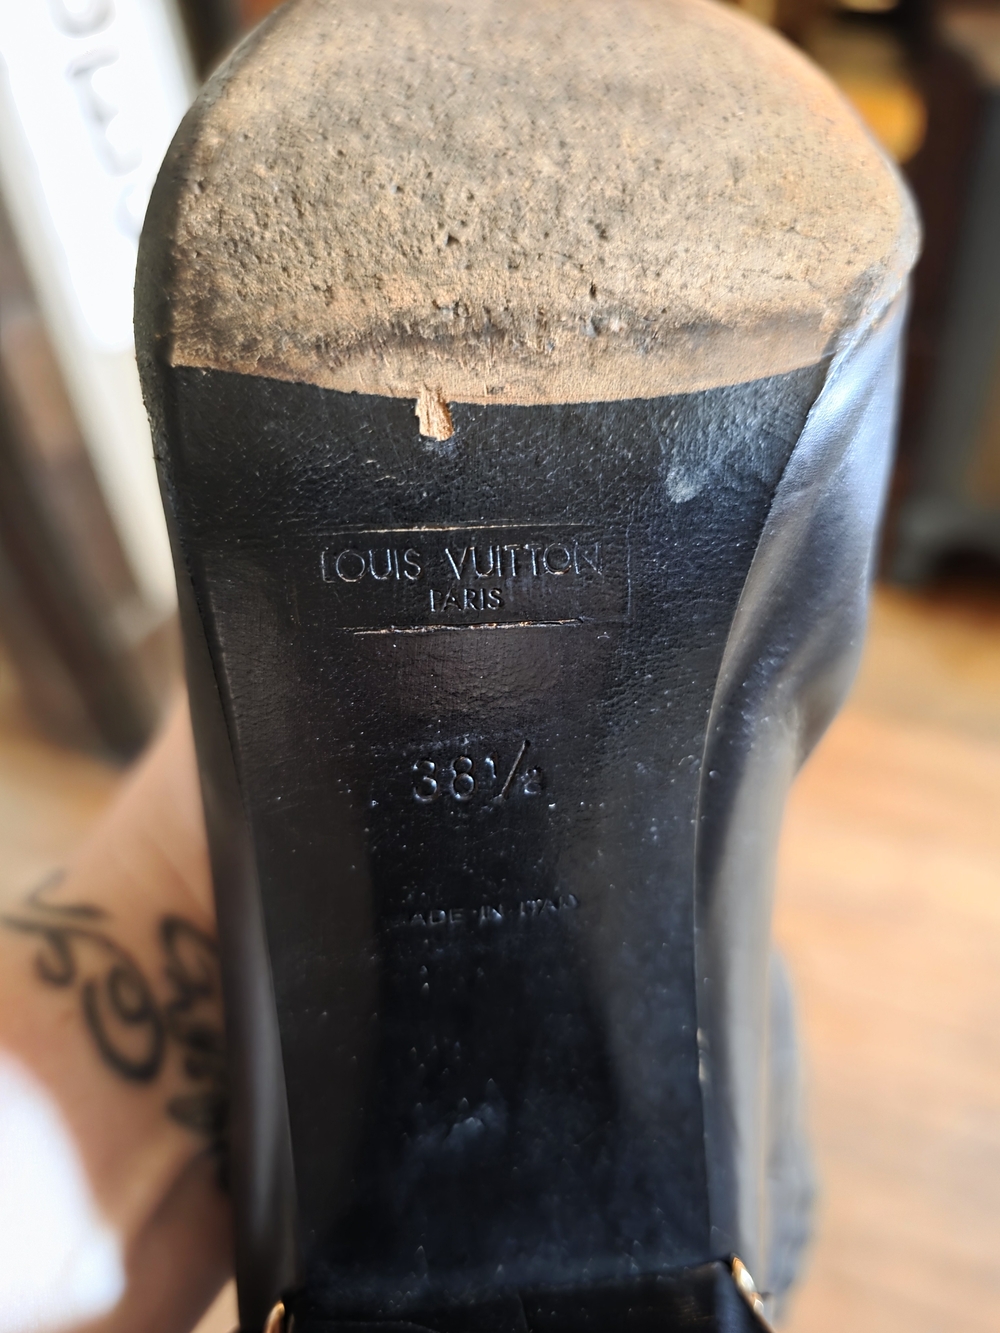 LOUIS VUITTON
PARIS
38½
MADE IN ITALY